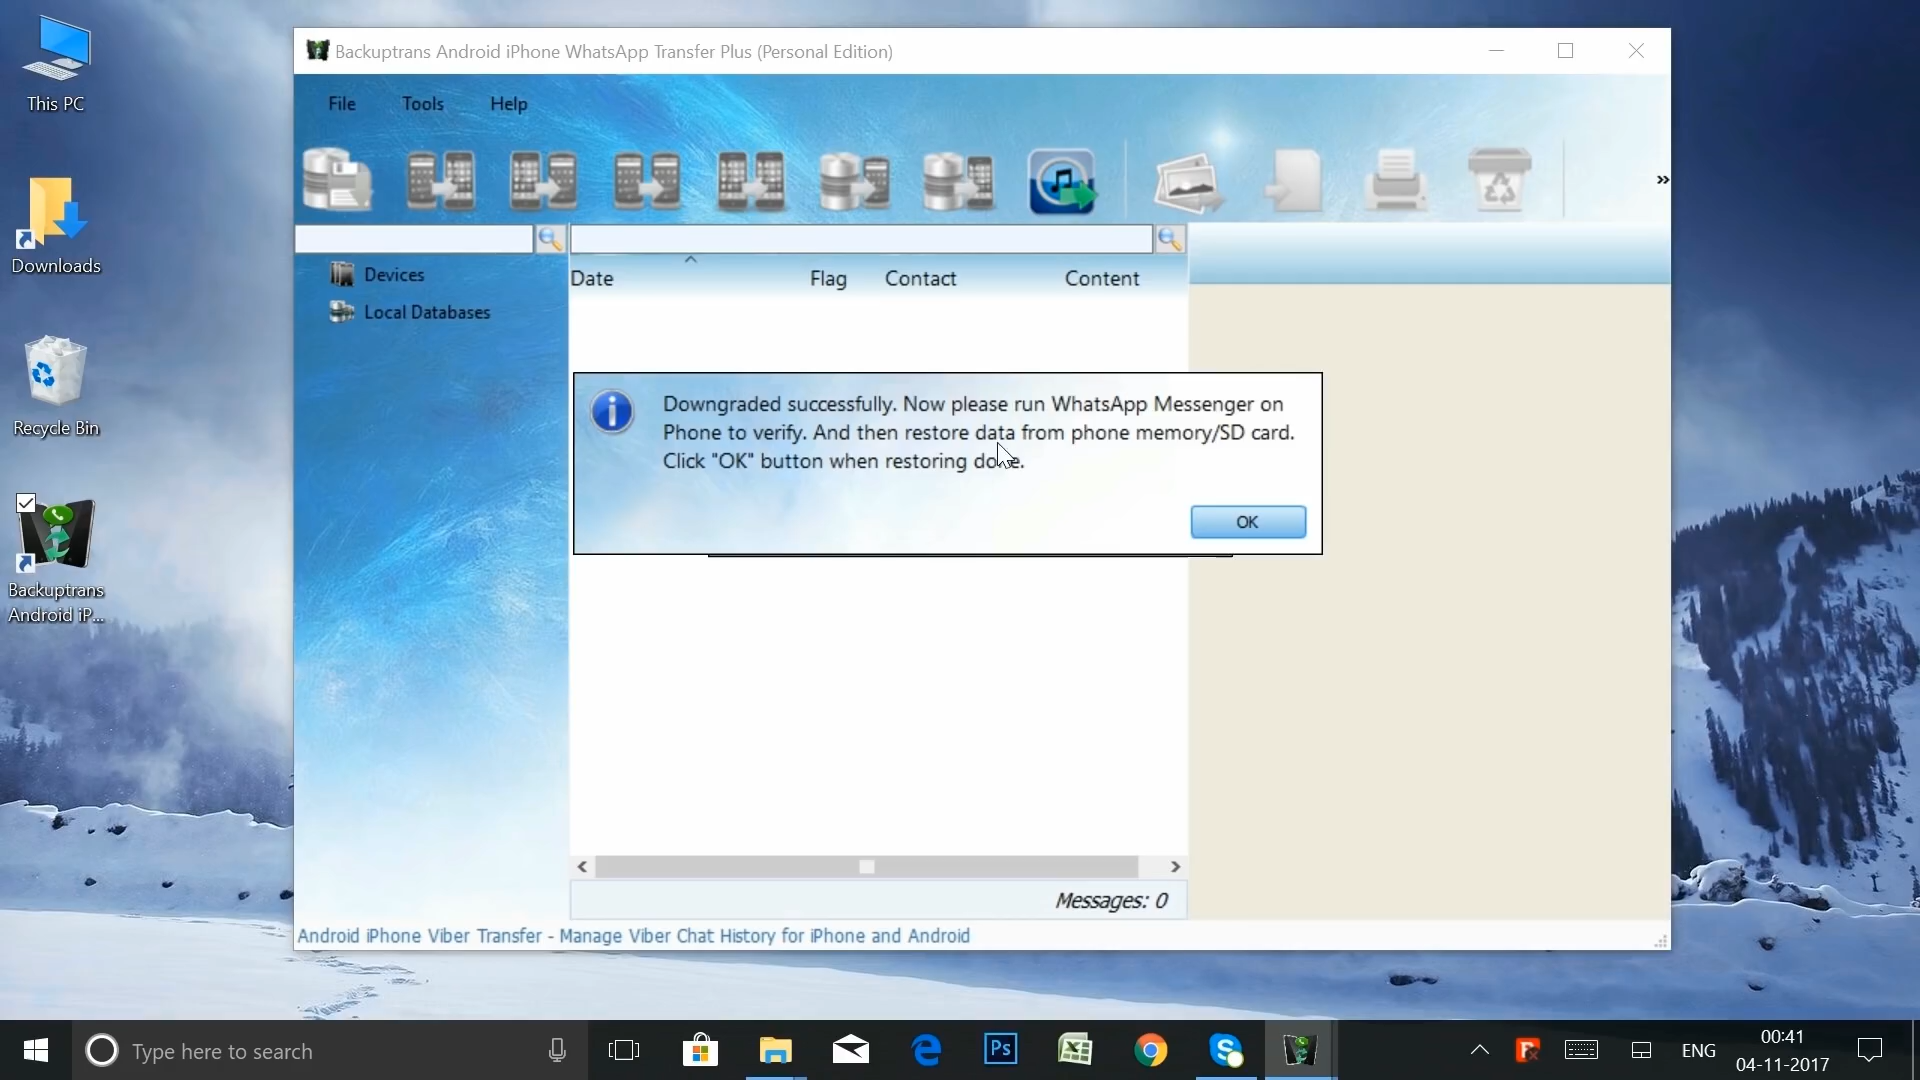 This PC
Downloads
Recycle Bin
Backuptrans
Android iP...
Backuptrans Android iPhone WhatsApp Transfer Plus (Personal Edition)
File Tools Help
»
Devices
Local Databases
Date Flag Contact Content
Downgraded successfully. Now please run WhatsApp Messenger on
Phone to verify. And then restore data from phone memory/SD card.
Click "OK" button when restoring done.
OK
Messages: 0
Android iPhone Viber Transfer - Manage Viber Chat History for iPhone and Android
Type here to search
Ps
ENG
00:41
04-11-2017